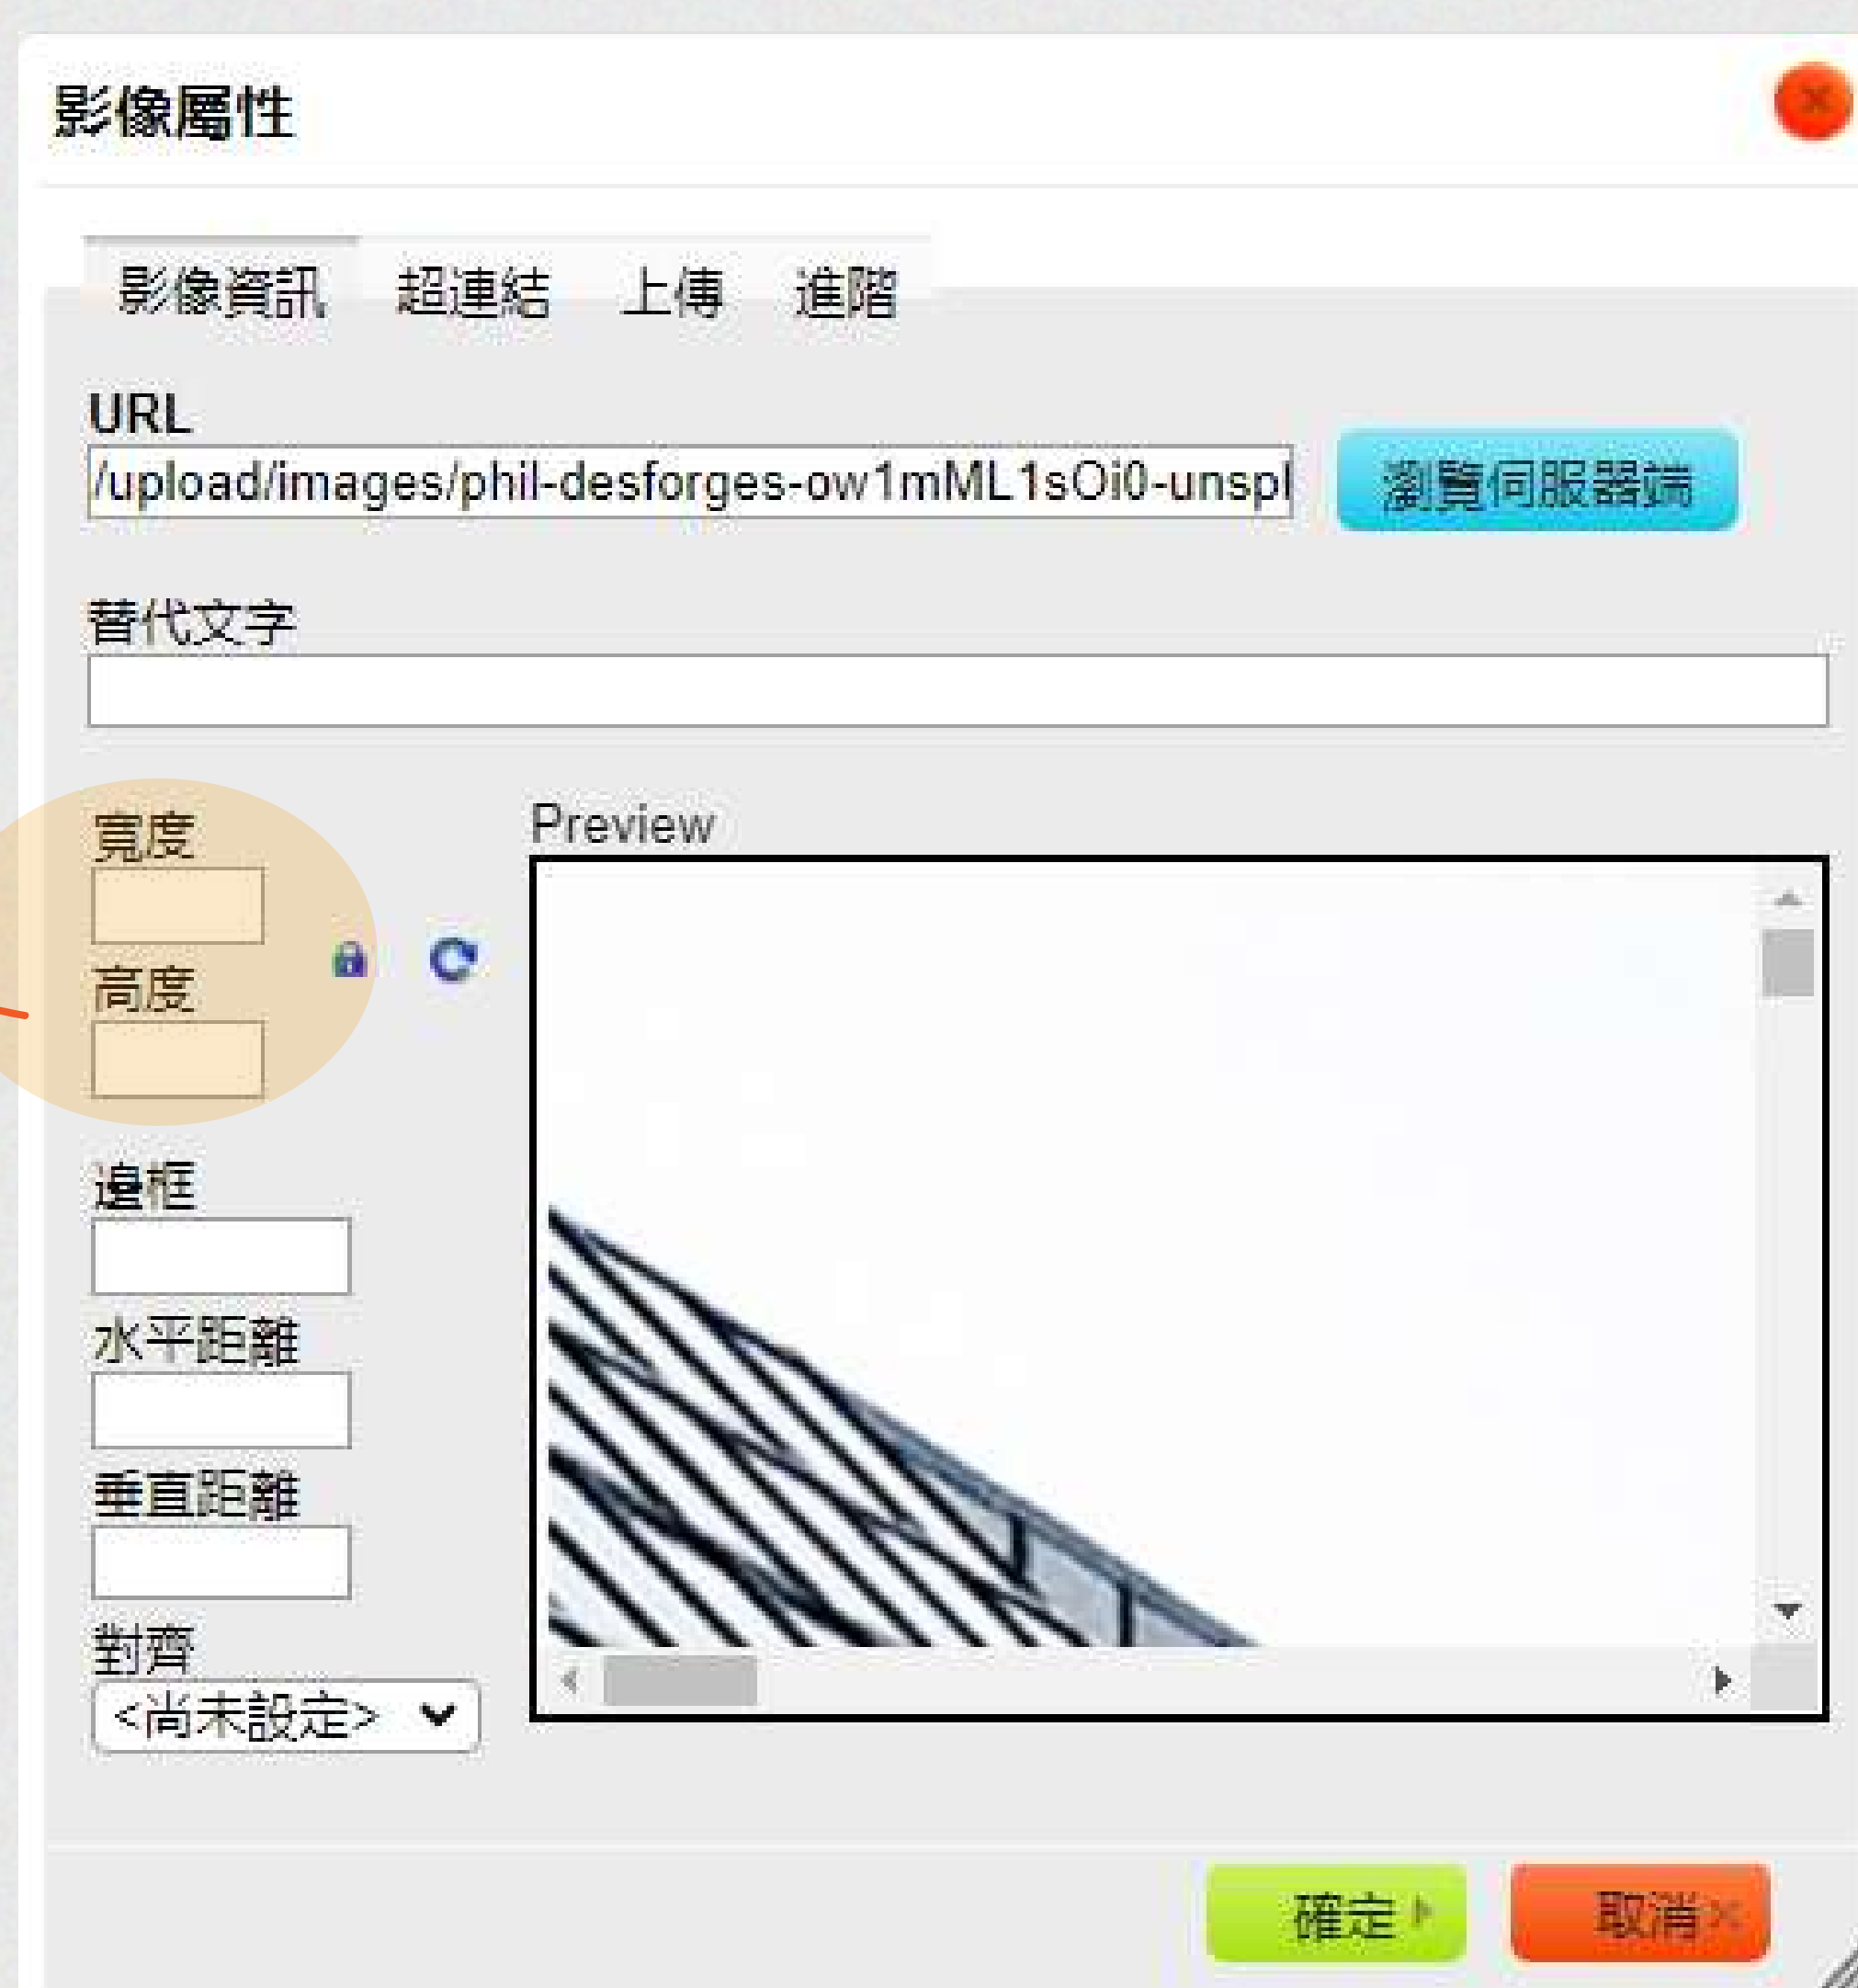 影像屬性
影像資訊 超連結 上傳 進階
URL
/upload/images/phil-desforges-ow1mML1sOi0-unspl
瀏覽伺服器端
替代文字
寬度
Preview
高度
邊框
水平距離
垂直距離
對齊
<尚未設定>
確定
取消